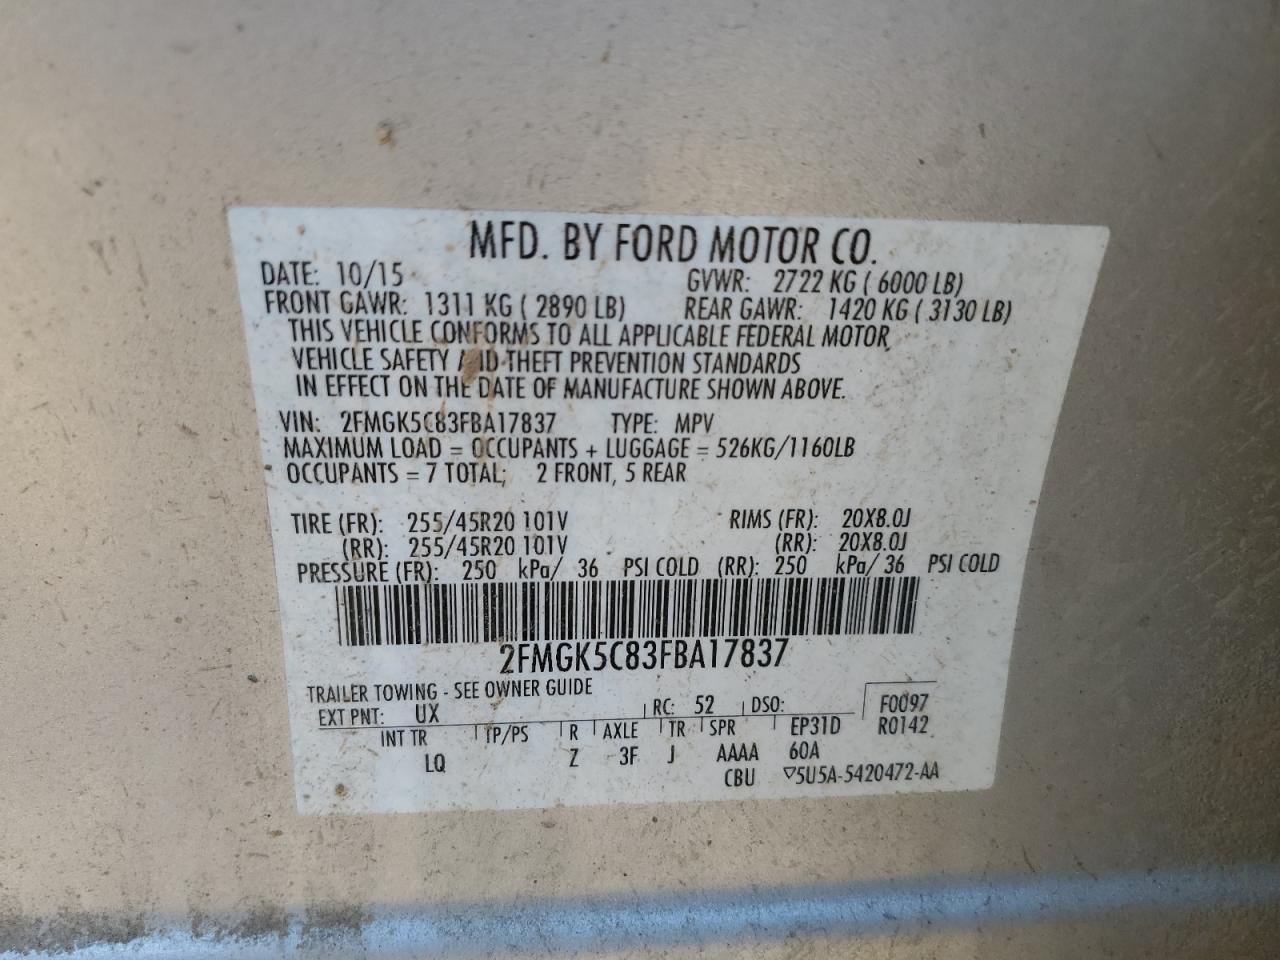 MFD. BY FORD MOTOR CO.
DATE: 10/15 GVWR: 2722 KG ( 6000 LB)
FRONT GAWR: 1311 KG ( 2890 LB) REAR GAWR: 1420 KG ( 3130 LB)
THIS VEHICLE CONFORMS TO ALL APPLICABLE FEDERAL MOTOR
VEHICLE SAFETY THEFT PREVENTION STANDARDS
IN EFFECT ON THE DATE OF MANUFACTURE SHOWN ABOVE.
VIN: 2FMGK5C83FBA17837 TYPE: MPV
MAXIMUM LOAD = OCCUPANTS + LUGGAGE = 526KG/1160LB
OCCUPANTS = 7 TOTAL; 2 FRONT, 5 REAR
TIRE (FR): 255/45R20 101V RIMS (FR): 20X8.0J
(RR): 255/45R20 101V (RR): 20X8.0J
PRESSURE (FR): 250 kPa/ 36 PSI COLD (RR): 250 kPa/ 36 PSI COLD
2FMGK5C83FBA17837
TRAILER TOWING - SEE OWNER GUIDE
EXT PNT: UX RC: 52 DSO: F0097
INT TR TP/PS R AXLE TR SPR EP31D R0142
LQ Z 3F J AAAA 60A
CBU ▽5U5A-5420472-AA